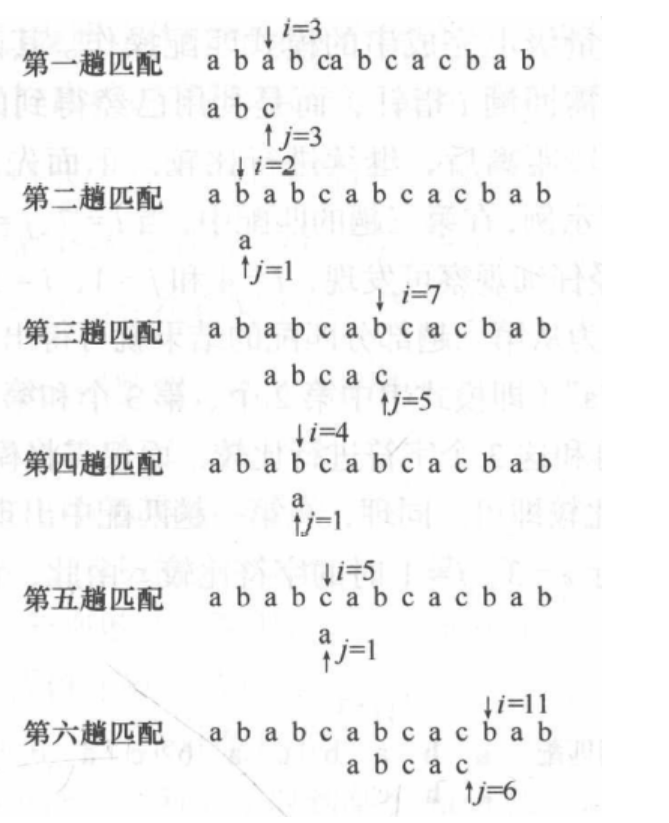 ↓ i=3
第一趟匹配 a b a b ca b c a c b a b
a b c
↑ j=3
↓ i=2
第二趟匹配 a b a b c a b c a c b a b
a
↑ j=1
↓ i=7
第三趟匹配 a b a b c a b c a c b a b
a b c a c
↑ j=5
↓ i=4
第四趟匹配 a b a b c a b c a c b a b
a
↑ j=1
↓ i=5
第五趟匹配 a b a b c a b c a c b a b
a
↑ j=1
↓ i=11
第六趟匹配 a b a b c a b c a c b a b
a b c a c
↑ j=6